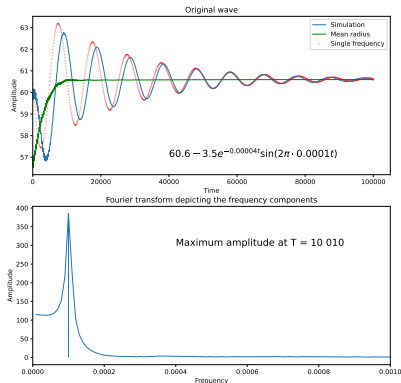 Original wave
63
62
61
60
59
58
57
Amplitude
Simulation
Mean radius
Single frequency
60.6 − 3.5e^−0.00004t sin(2π · 0.0001t)
0 20000 40000 60000 80000 100000
Time
Fourier transform depicting the frequency components
400
350
300
250
200
150
100
50
0
Amplitude
Maximum amplitude at T = 10 010
0.0000 0.0002 0.0004 0.0006 0.0008 0.0010
Frequency